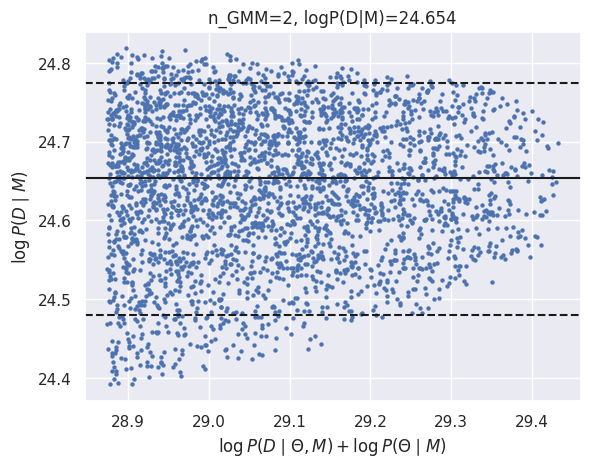 n_GMM=2, logP(D|M)=24.654
24.8
24.7
24.6
24.5
24.4
log P(D | M)
28.9 29.0 29.1 29.2 29.3 29.4
log P(D | Θ, M) + log P(Θ | M)